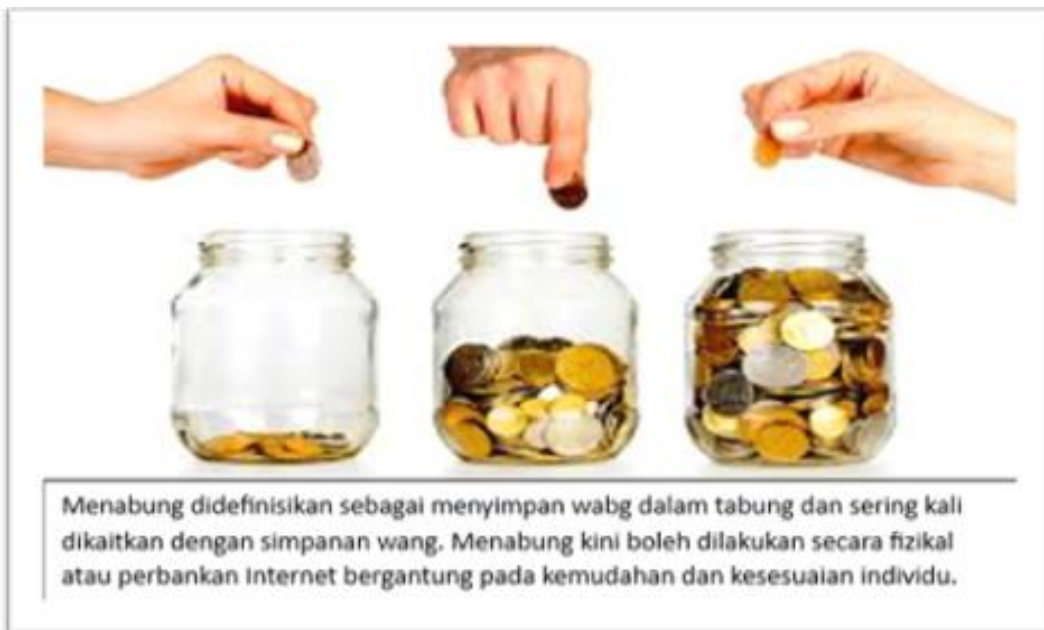 Menabung didefinisikan sebagai menyimpan wabg dalam tabung dan sering kali
dikaitkan dengan simpanan wang. Menabung kini boleh dilakukan secara fizikal
atau perbankan Internet bergantung pada kemudahan dan kesesuaian individu.